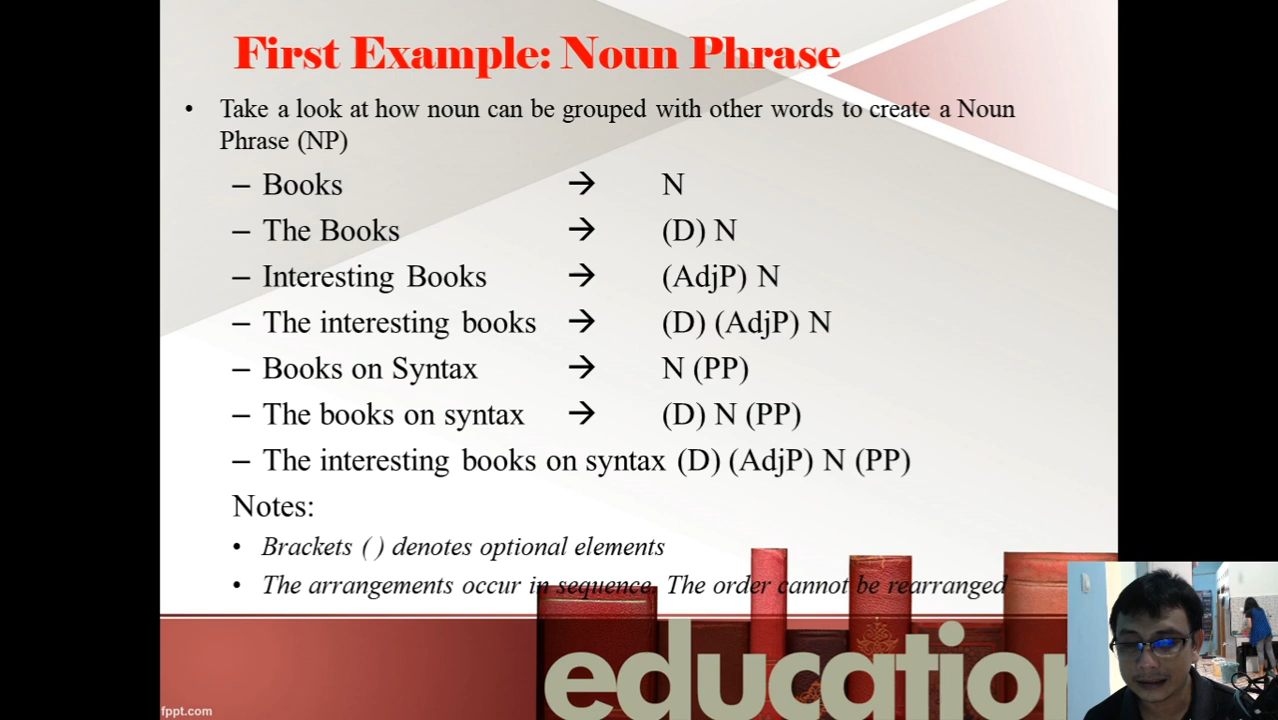 First Example: Noun Phrase
• Take a look at how noun can be grouped with other words to create a Noun
Phrase (NP)
– Books → N
– The Books → (D) N
– Interesting Books → (AdjP) N
– The interesting books → (D) (AdjP) N
– Books on Syntax → N (PP)
– The books on syntax → (D) N (PP)
– The interesting books on syntax (D) (AdjP) N (PP)
Notes:
• Brackets ( ) denotes optional elements
• The arrangements occur in sequence. The order cannot be rearranged
education
fppt.com